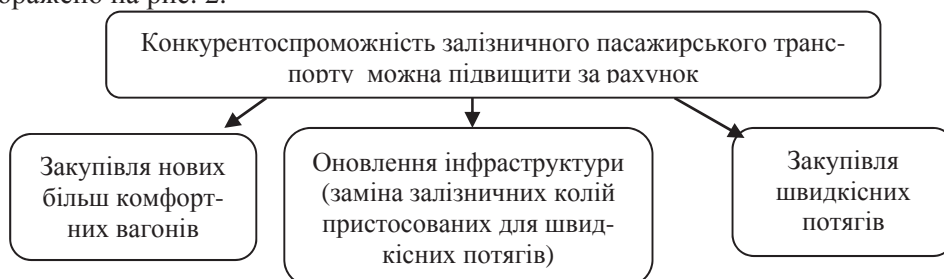 на рис. 2.
Конкурентоспроможність залізничного пасажирського транс-
порту можна підвищити за рахунок
Закупівля нових
більш комфорт-
них вагонів
Оновлення інфраструктури
(заміна залізничних колій
пристосованих для швид-
кісних потягів)
Закупівля
швидкісних
потягів